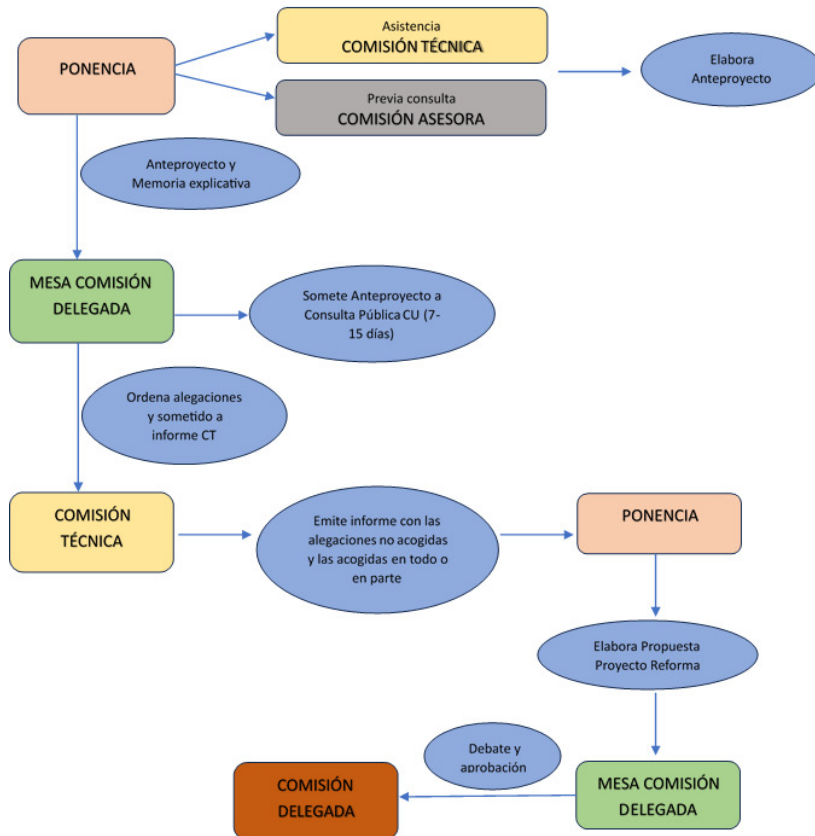 PONENCIA
Asistencia
COMISIÓN TÉCNICA
Previa consulta
COMISIÓN ASESORA
Elabora
Anteproyecto
Anteproyecto y
Memoria explicativa
MESA COMISIÓN
DELEGADA
Somete Anteproyecto a
Consulta Pública CU (7-
15 días)
Ordena alegaciones
y sometido a
informe CT
COMISIÓN
TÉCNICA
Emite informe con las
alegaciones no acogidas
y las acogidas en todo o
en parte
PONENCIA
Elabora Propuesta
Proyecto Reforma
Debate y
aprobación
COMISIÓN
DELEGADA
MESA COMISIÓN
DELEGADA